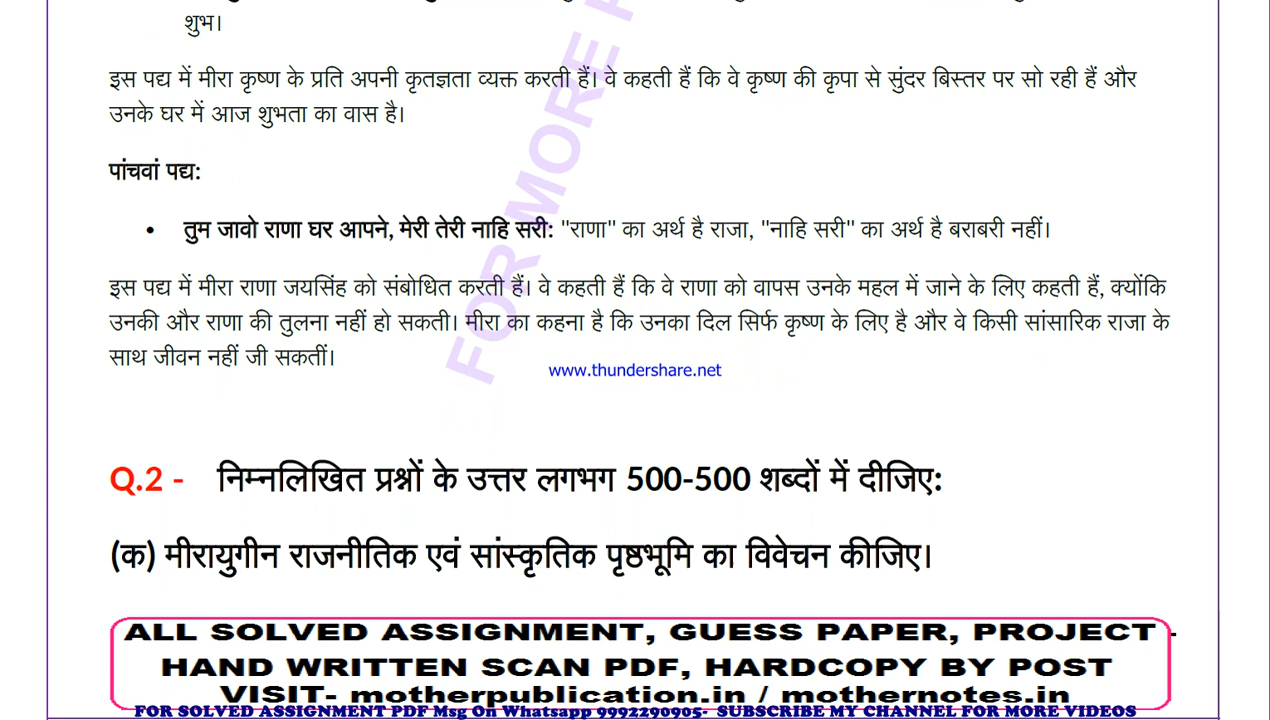 शुभ।
इस पद्य में मीरा कृष्ण के प्रति अपनी कृतज्ञता व्यक्त करती हैं। वे कहती हैं कि वे कृष्ण की कृपा से सुंदर बिस्तर पर सो रही हैं और
उनके घर में आज शुभता का वास है।
पांचवां पद्य:
• तुम जावो राणा घर आपने, मेरी तेरी नाहि सरी: "राणा" का अर्थ है राजा, "नाहि सरी" का अर्थ है बराबरी नहीं।
इस पद्य में मीरा राणा जयसिंह को संबोधित करती हैं। वे कहती हैं कि वे राणा को वापस उनके महल में जाने के लिए कहती हैं, क्योंकि
उनकी और राणा की तुलना नहीं हो सकती। मीरा का कहना है कि उनका दिल सिर्फ कृष्ण के लिए है और वे किसी सांसारिक राजा के
साथ जीवन नहीं जी सकतीं।
FOR MORE
www.thundershare.net
Q.2 - निम्नलिखित प्रश्नों के उत्तर लगभग 500-500 शब्दों में दीजिए:
(क) मीरायुगीन राजनीतिक एवं सांस्कृतिक पृष्ठभूमि का विवेचन कीजिए।
ALL SOLVED ASSIGNMENT, GUESS PAPER, PROJECT -
HAND WRITTEN SCAN PDF, HARDCOPY BY POST
VISIT- motherpublication.in / mothernotes.in
FOR SOLVED ASSIGNMENT PDF Msg On Whatsapp 9992290905- SUBSCRIBE MY CHANNEL FOR MORE VIDEOS